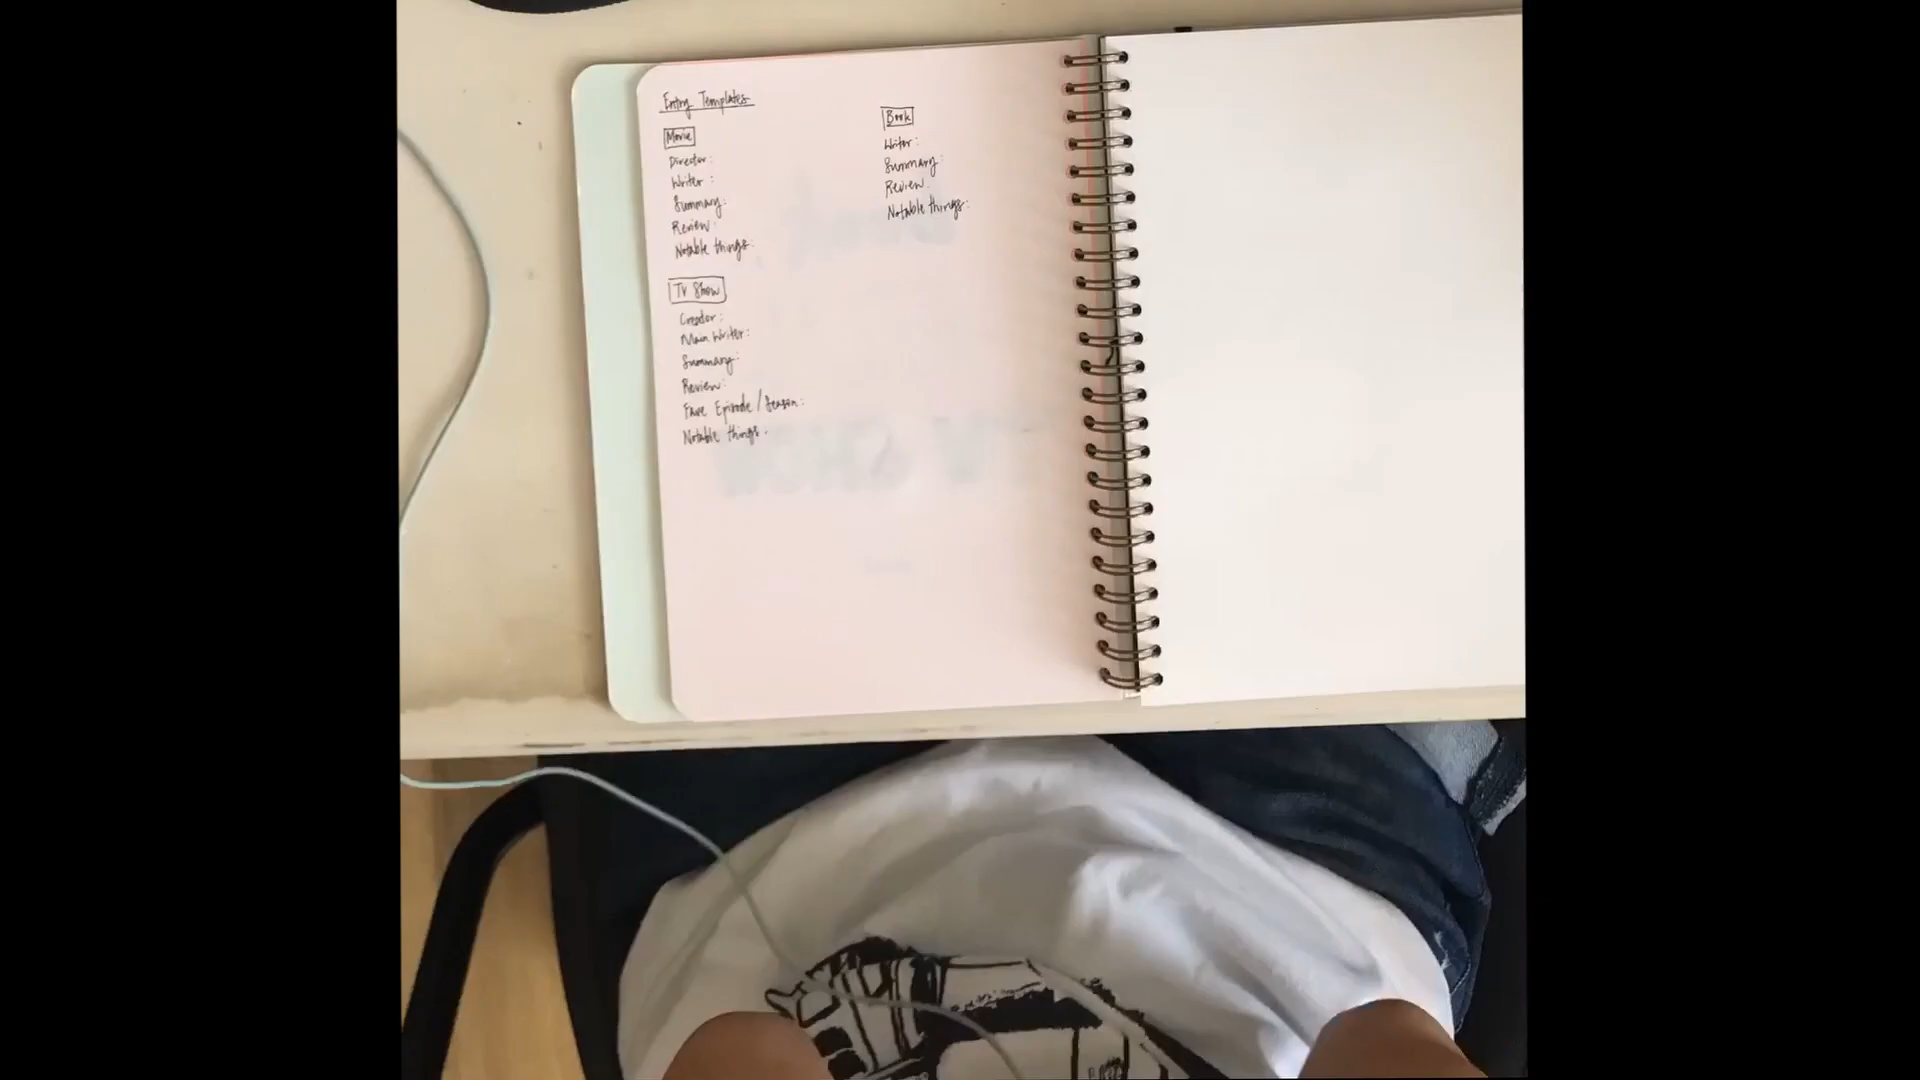 Entry Templates
Movie
Director:
Writer:
Summary:
Review:
Notable things:
TV Show
Creator:
Main Writer:
Summary:
Review:
Fave Episode / Season:
Notable things:
Book
Writer:
Summary:
Review:
Notable things: